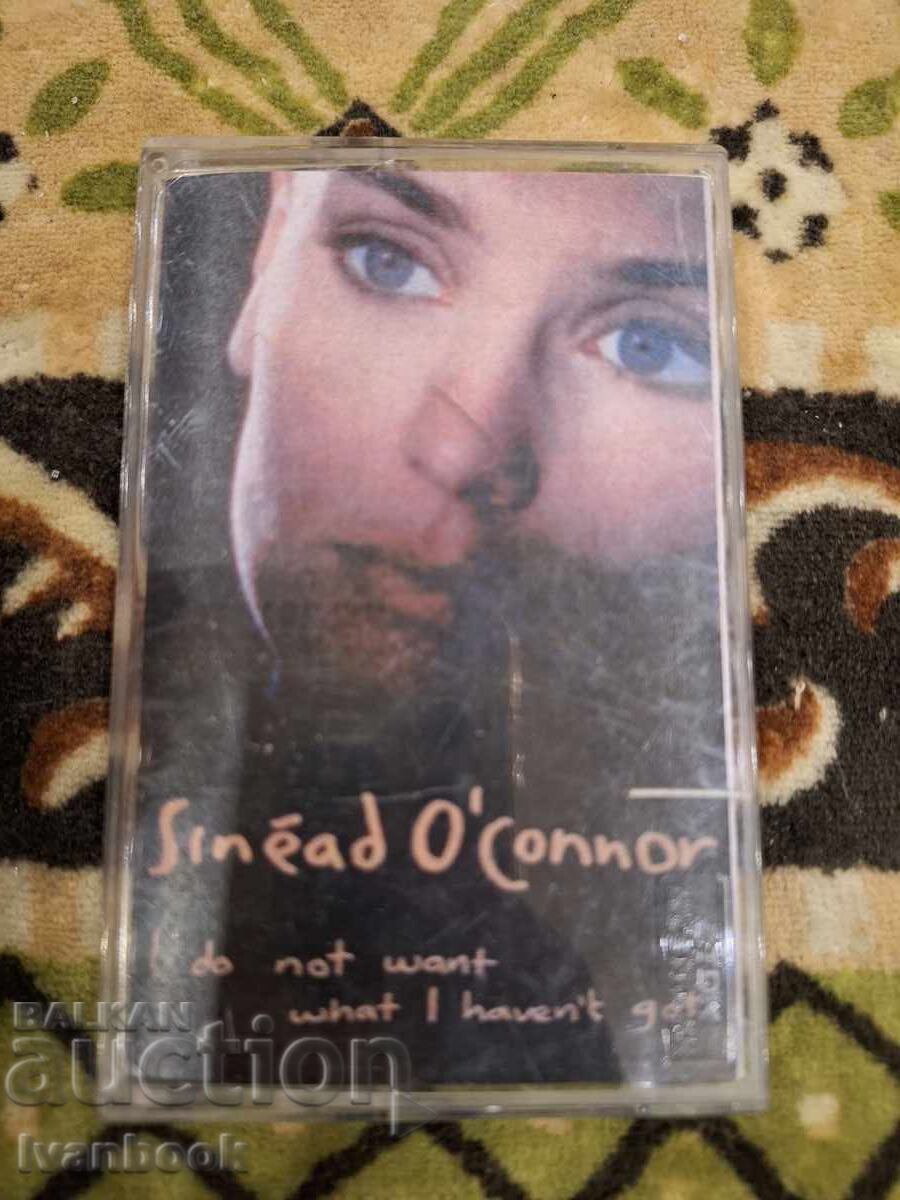 Sinéad O'Connor
I do not want
what I haven't got
BALKAN
auction
Ivanbook